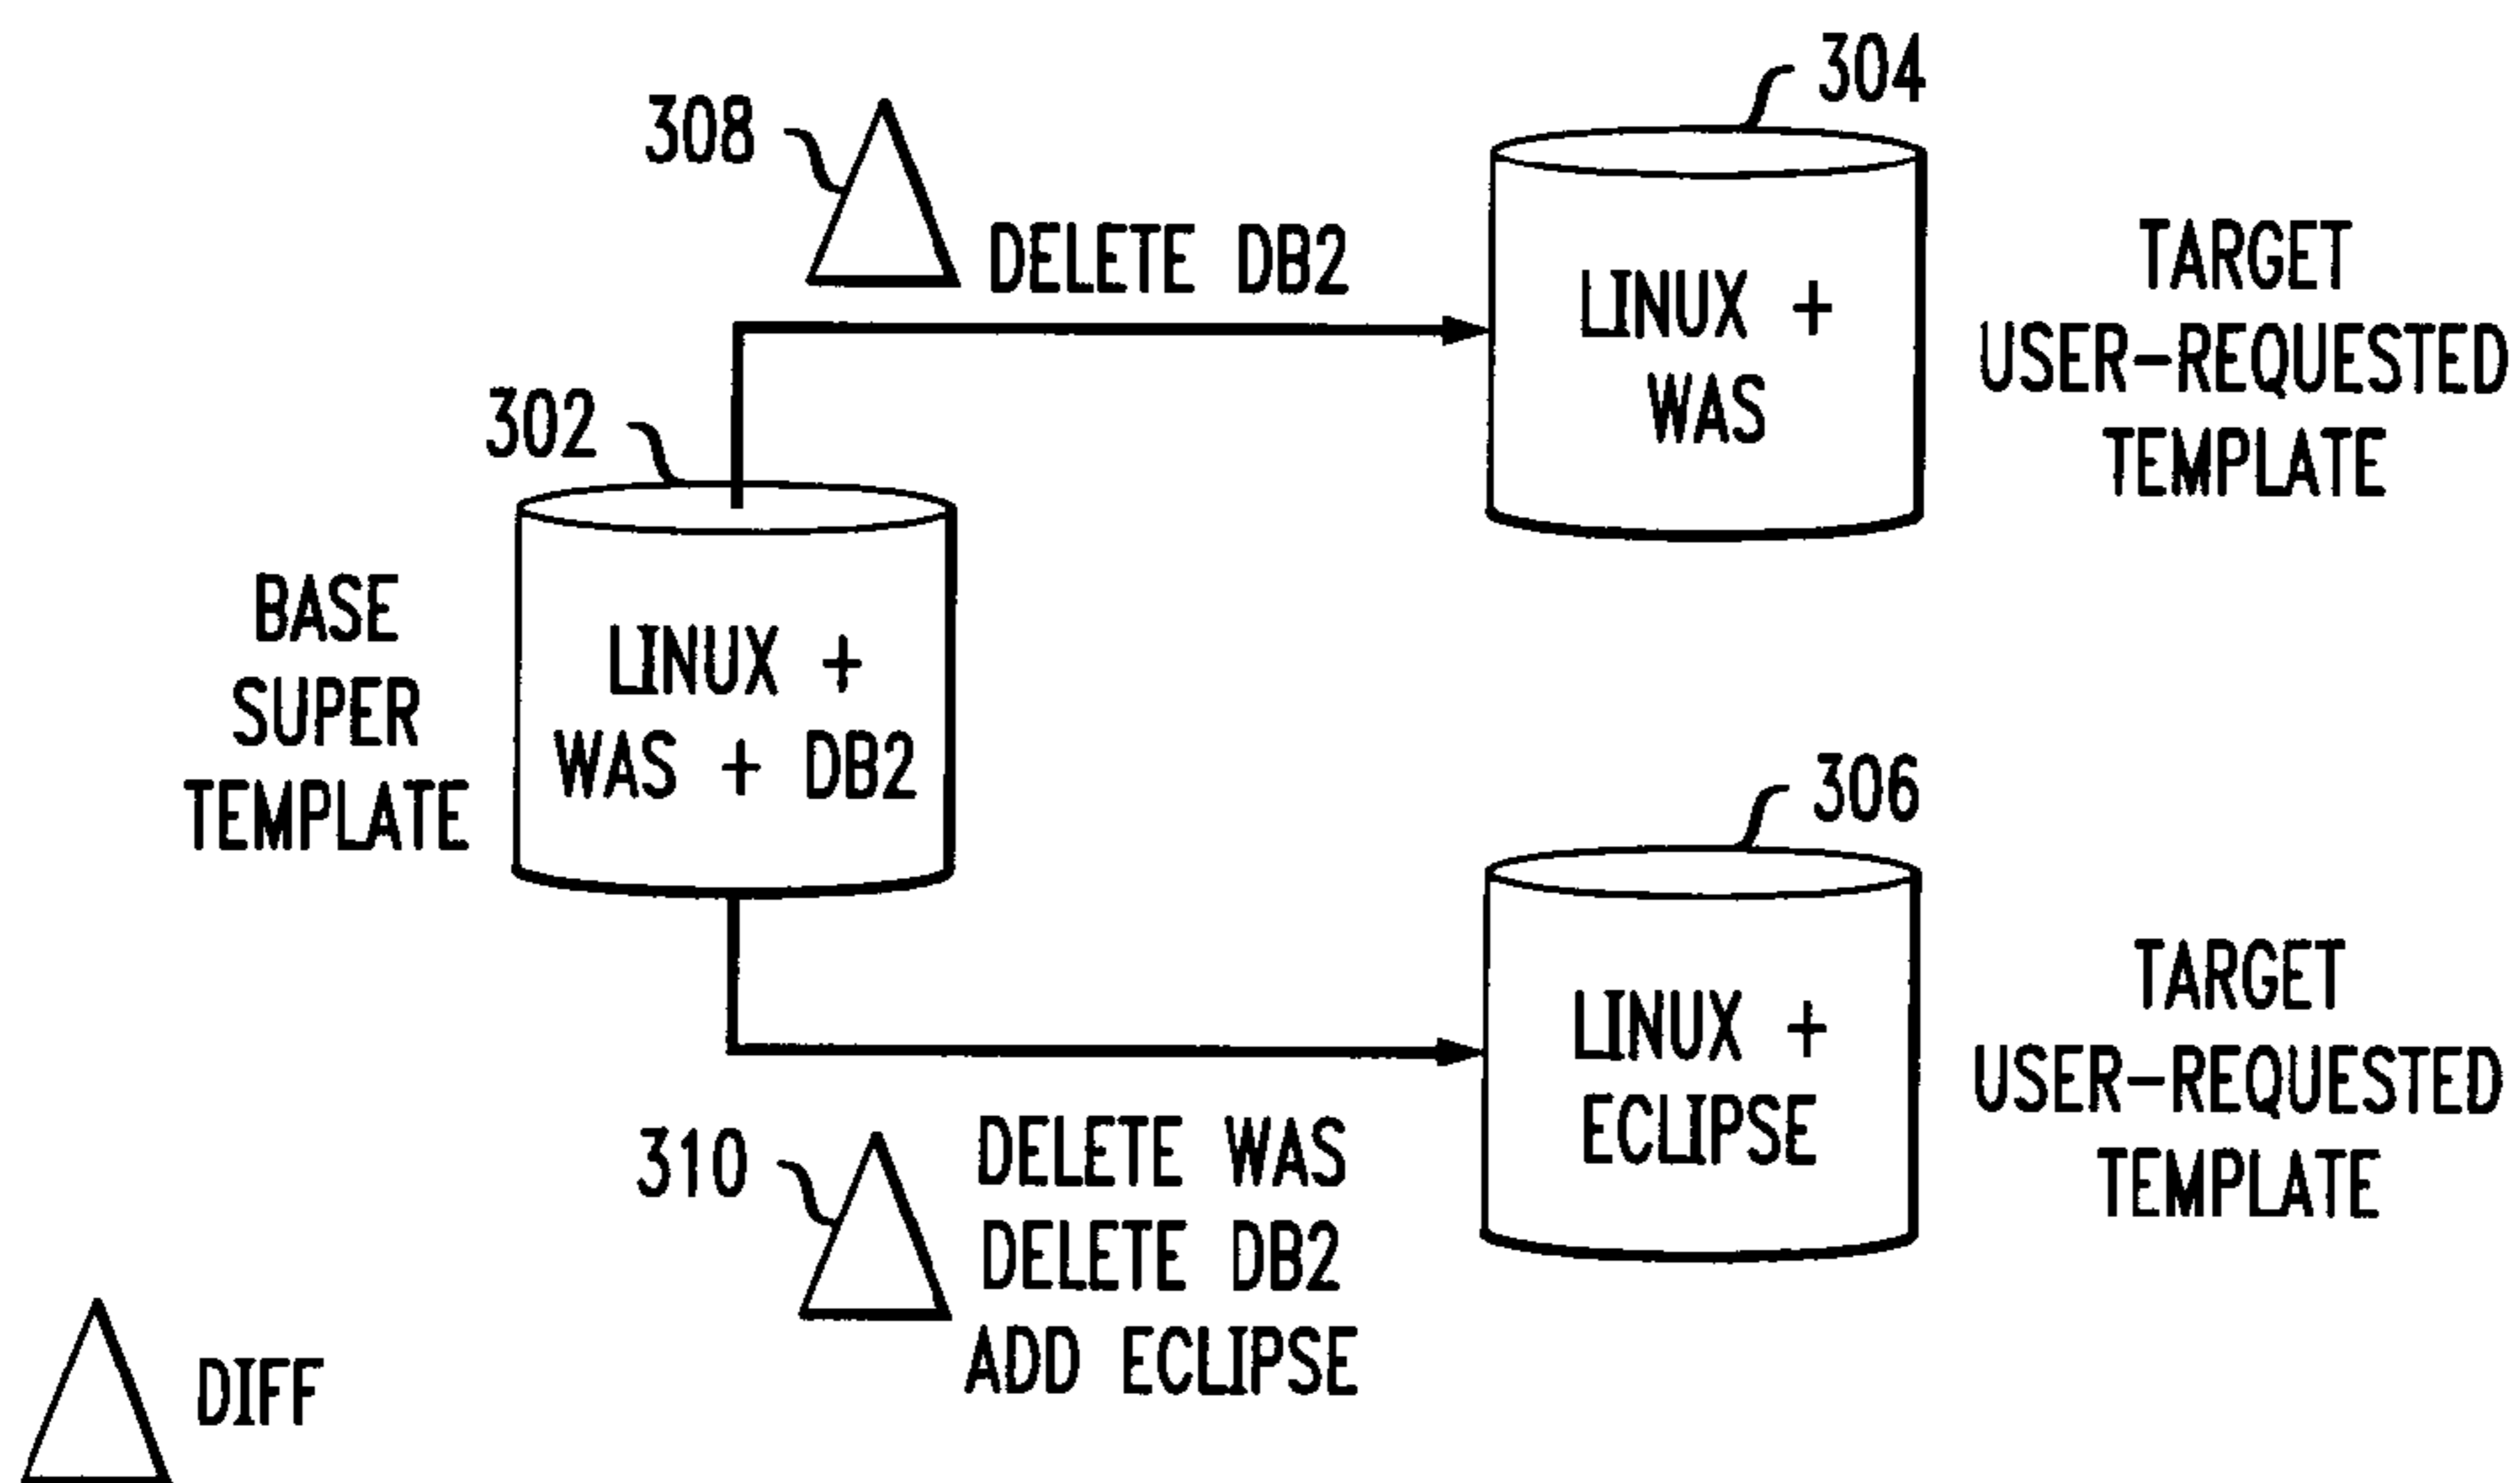 304
308
DELETE DB2
LINUX +
WAS
TARGET
USER-REQUESTED
TEMPLATE
302
BASE
SUPER
TEMPLATE
LINUX +
WAS + DB2
306
LINUX +
ECLIPSE
TARGET
USER-REQUESTED
TEMPLATE
310
DELETE WAS
DELETE DB2
ADD ECLIPSE
DIFF